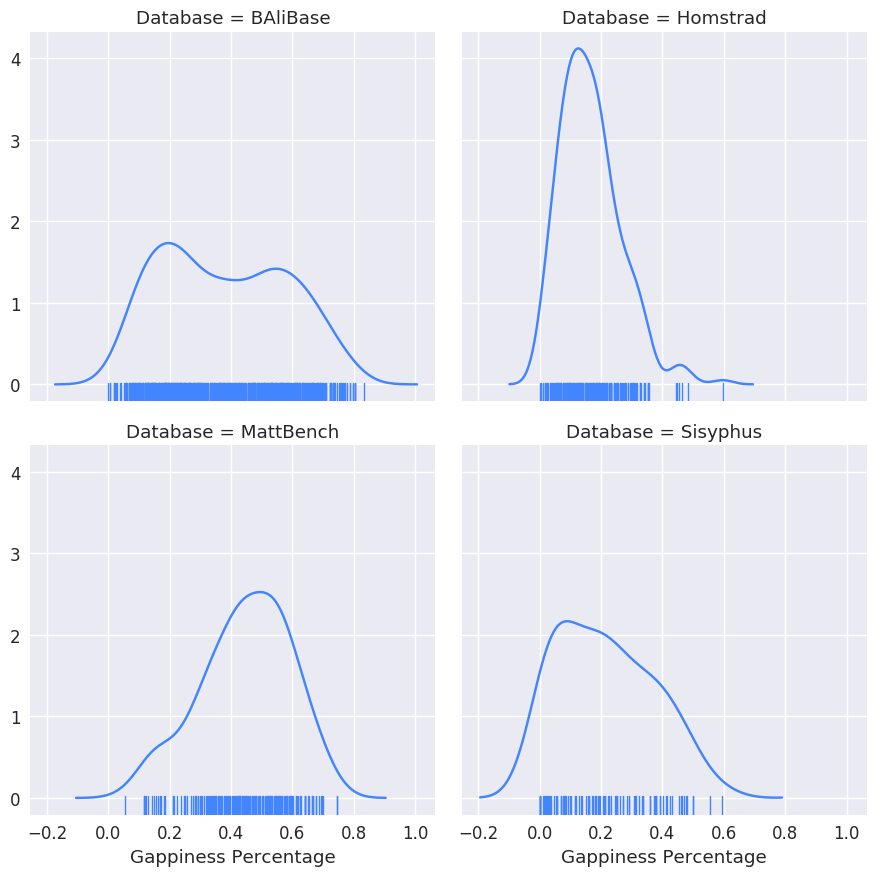 Database = BAliBase
Database = Homstrad
4
3
2
1
0
Database = MattBench
Database = Sisyphus
4
3
2
1
0
−0.2 0.0 0.2 0.4 0.6 0.8 1.0
−0.2 0.0 0.2 0.4 0.6 0.8 1.0
Gappiness Percentage
Gappiness Percentage